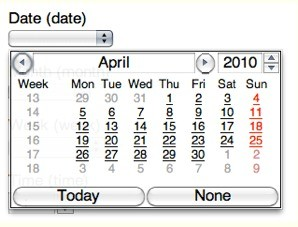 Date (date)
April 2010
Week Mon Tue Wed Thu Fri Sat Sun
13 29 30 31 1 2 3 4
14 5 6 7 8 9 10 11
15 12 13 14 15 16 17 18
16 19 20 21 22 23 24 25
17 26 27 28 29 30 1 2
18 3 4 5 6 7 8 9
Today None